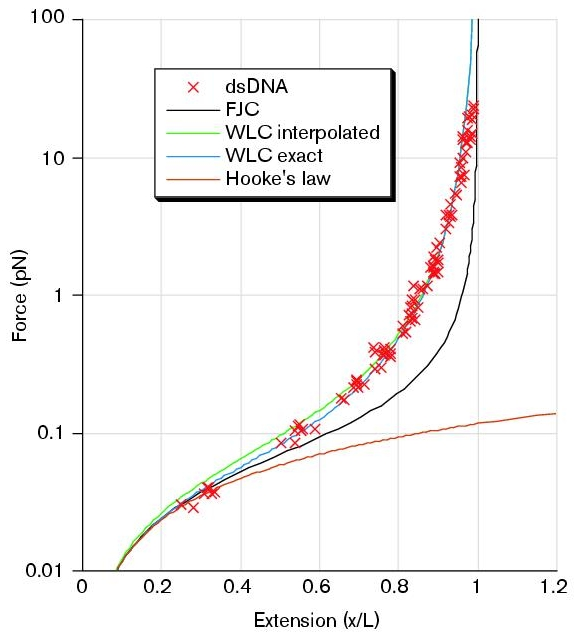 100
dsDNA
FJC
WLC interpolated
WLC exact
Hooke's law
10
Force (pN)
1
0.1
0.01
0 0.2 0.4 0.6 0.8 1 1.2
Extension (x/L)